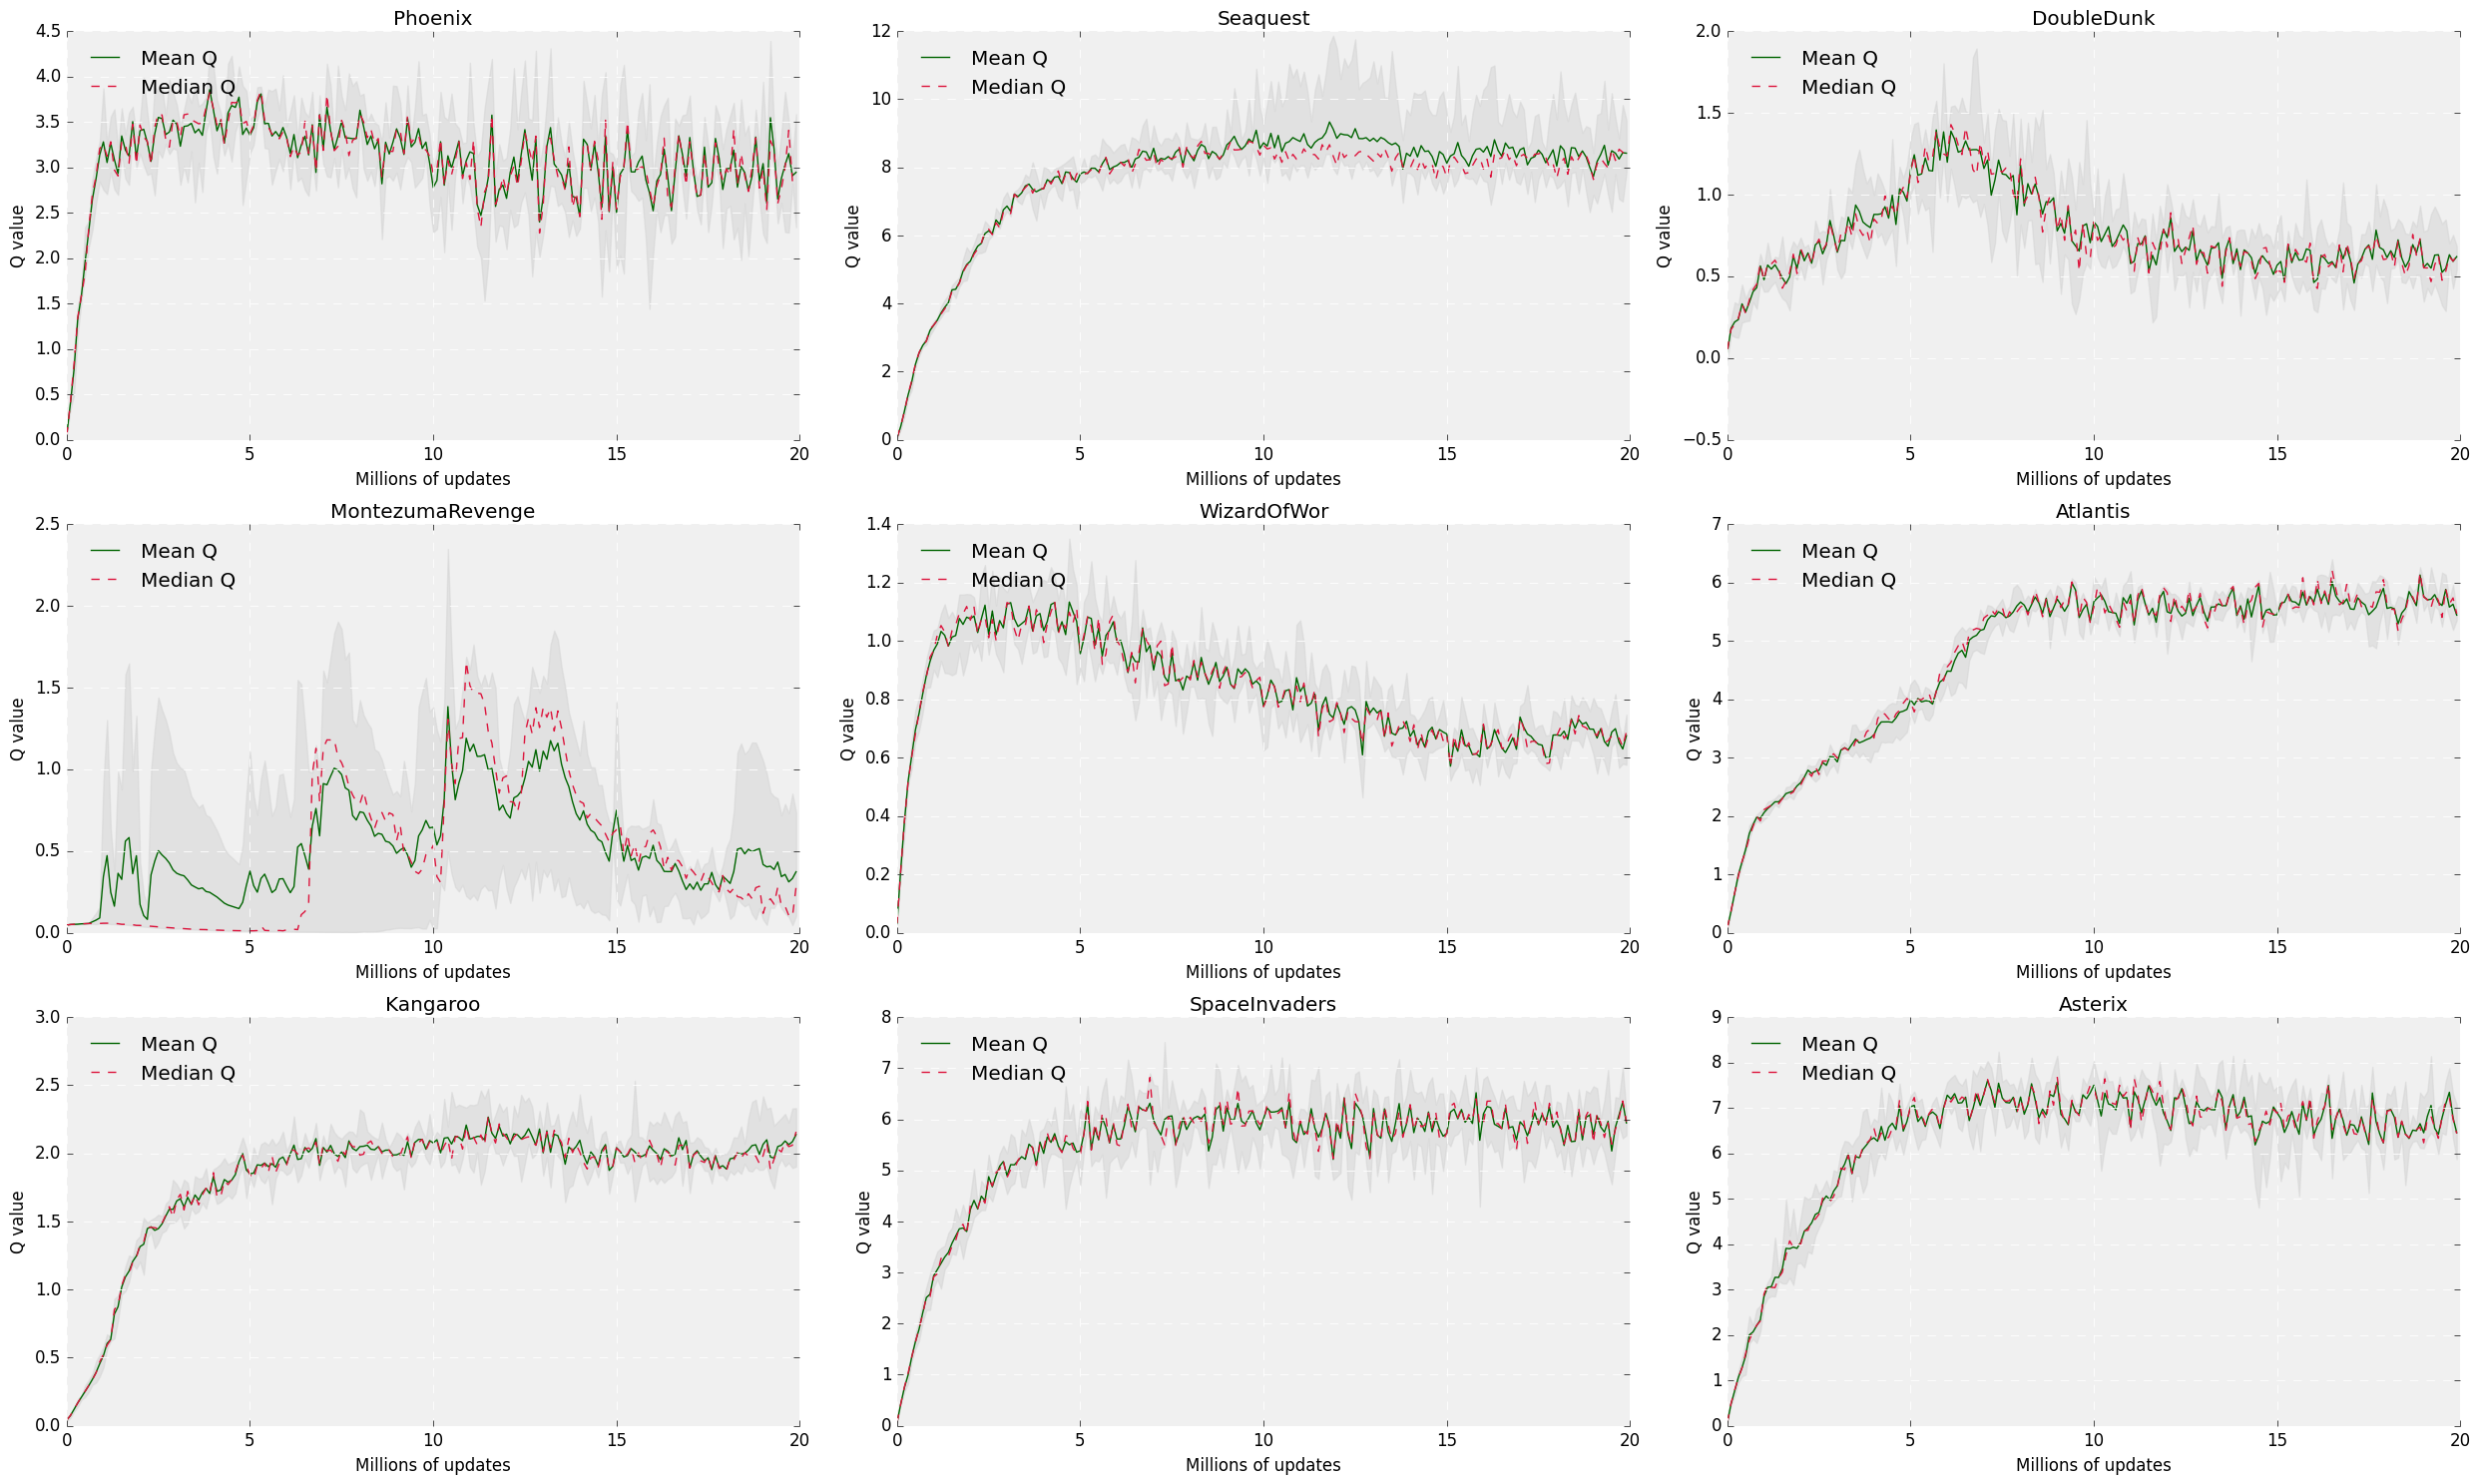 Phoenix
4.5
4.0
3.5
3.0
2.5
2.0
1.5
1.0
0.5
0.0
Q value
Mean Q
Median Q
0 5 10 15 20
Millions of updates
Seaquest
12
10
8
6
4
2
0
Q value
Mean Q
Median Q
0 5 10 15 20
Millions of updates
DoubleDunk
2.0
1.5
1.0
0.5
0.0
−0.5
Q value
Mean Q
Median Q
0 5 10 15 20
Millions of updates
MontezumaRevenge
2.5
2.0
1.5
1.0
0.5
0.0
Q value
Mean Q
Median Q
0 5 10 15 20
Millions of updates
WizardOfWor
1.4
1.2
1.0
0.8
0.6
0.4
0.2
0.0
Q value
Mean Q
Median Q
0 5 10 15 20
Millions of updates
Atlantis
7
6
5
4
3
2
1
0
Q value
Mean Q
Median Q
0 5 10 15 20
Millions of updates
Kangaroo
3.0
2.5
2.0
1.5
1.0
0.5
0.0
Q value
Mean Q
Median Q
0 5 10 15 20
Millions of updates
SpaceInvaders
8
7
6
5
4
3
2
1
0
Q value
Mean Q
Median Q
0 5 10 15 20
Millions of updates
Asterix
9
8
7
6
5
4
3
2
1
0
Q value
Mean Q
Median Q
0 5 10 15 20
Millions of updates